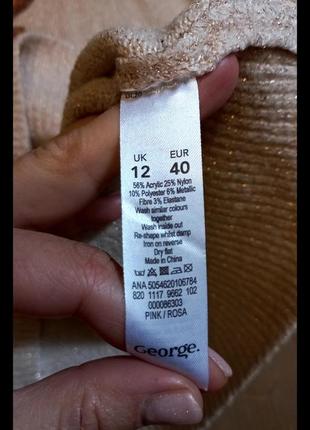 UK EUR
12 40
56% Acrylic 25% Nylon
10% Polyester 6% Metallic
Fibre 3% Elastane
Wash similar colours
together
Wash inside out
Re-shape whilst damp
Iron on reverse
Dry flat
Made in China
ANA 5054620106784
820 1117 9662 102
000086303
PINK / ROSA
George.